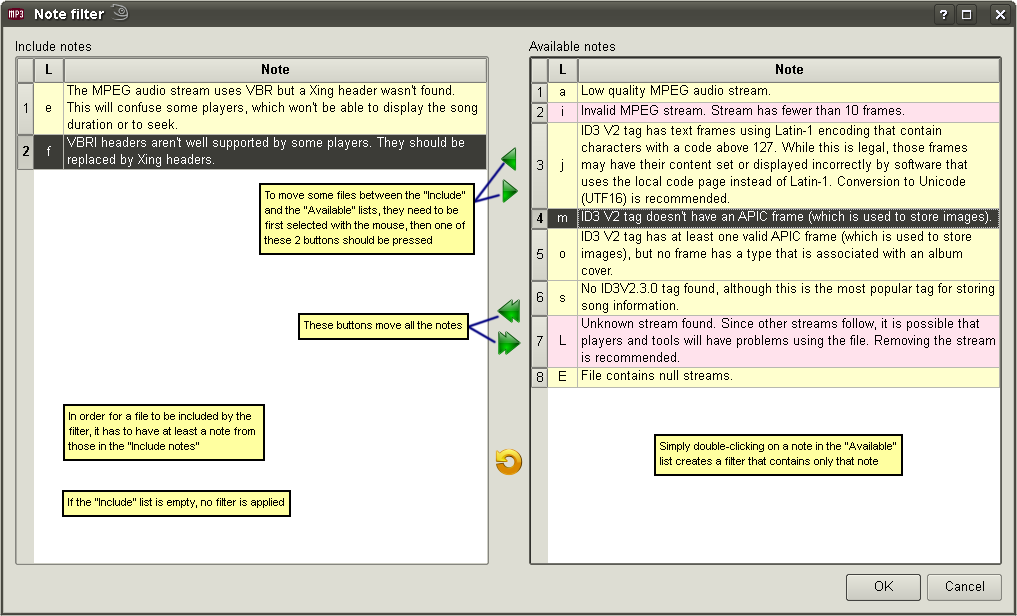 MP3 Note filter
Include notes
L Note
1 e The MPEG audio stream uses VBR but a Xing header wasn't found.
This will confuse some players, which won't be able to display the song
duration or to seek.
2 f VBRI headers aren't well supported by some players. They should be
replaced by Xing headers.
To move some files between the "Include"
and the "Available" lists, they need to be
first selected with the mouse, then one of
these 2 buttons should be pressed
These buttons move all the notes
In order for a file to be included by the
filter, it has to have at least a note from
those in the "Include notes"
If the "Include" list is empty, no filter is applied
Available notes
L Note
1 a Low quality MPEG audio stream.
2 i Invalid MPEG stream. Stream has fewer than 10 frames.
3 j ID3 V2 tag has text frames using Latin-1 encoding that contain
characters with a code above 127. While this is legal, those frames
may have their content set or displayed incorrectly by software that
uses the local code page instead of Latin-1. Conversion to Unicode
(UTF16) is recommended.
4 m ID3 V2 tag doesn't have an APIC frame (which is used to store images).
5 o ID3 V2 tag has at least one valid APIC frame (which is used to store
images), but no frame has a type that is associated with an album
cover.
6 s No ID3V2.3.0 tag found, although this is the most popular tag for storing
song information.
7 L Unknown stream found. Since other streams follow, it is possible that
players and tools will have problems using the file. Removing the stream
is recommended.
8 E File contains null streams.
Simply double-clicking on a note in the "Available"
list creates a filter that contains only that note
OK Cancel